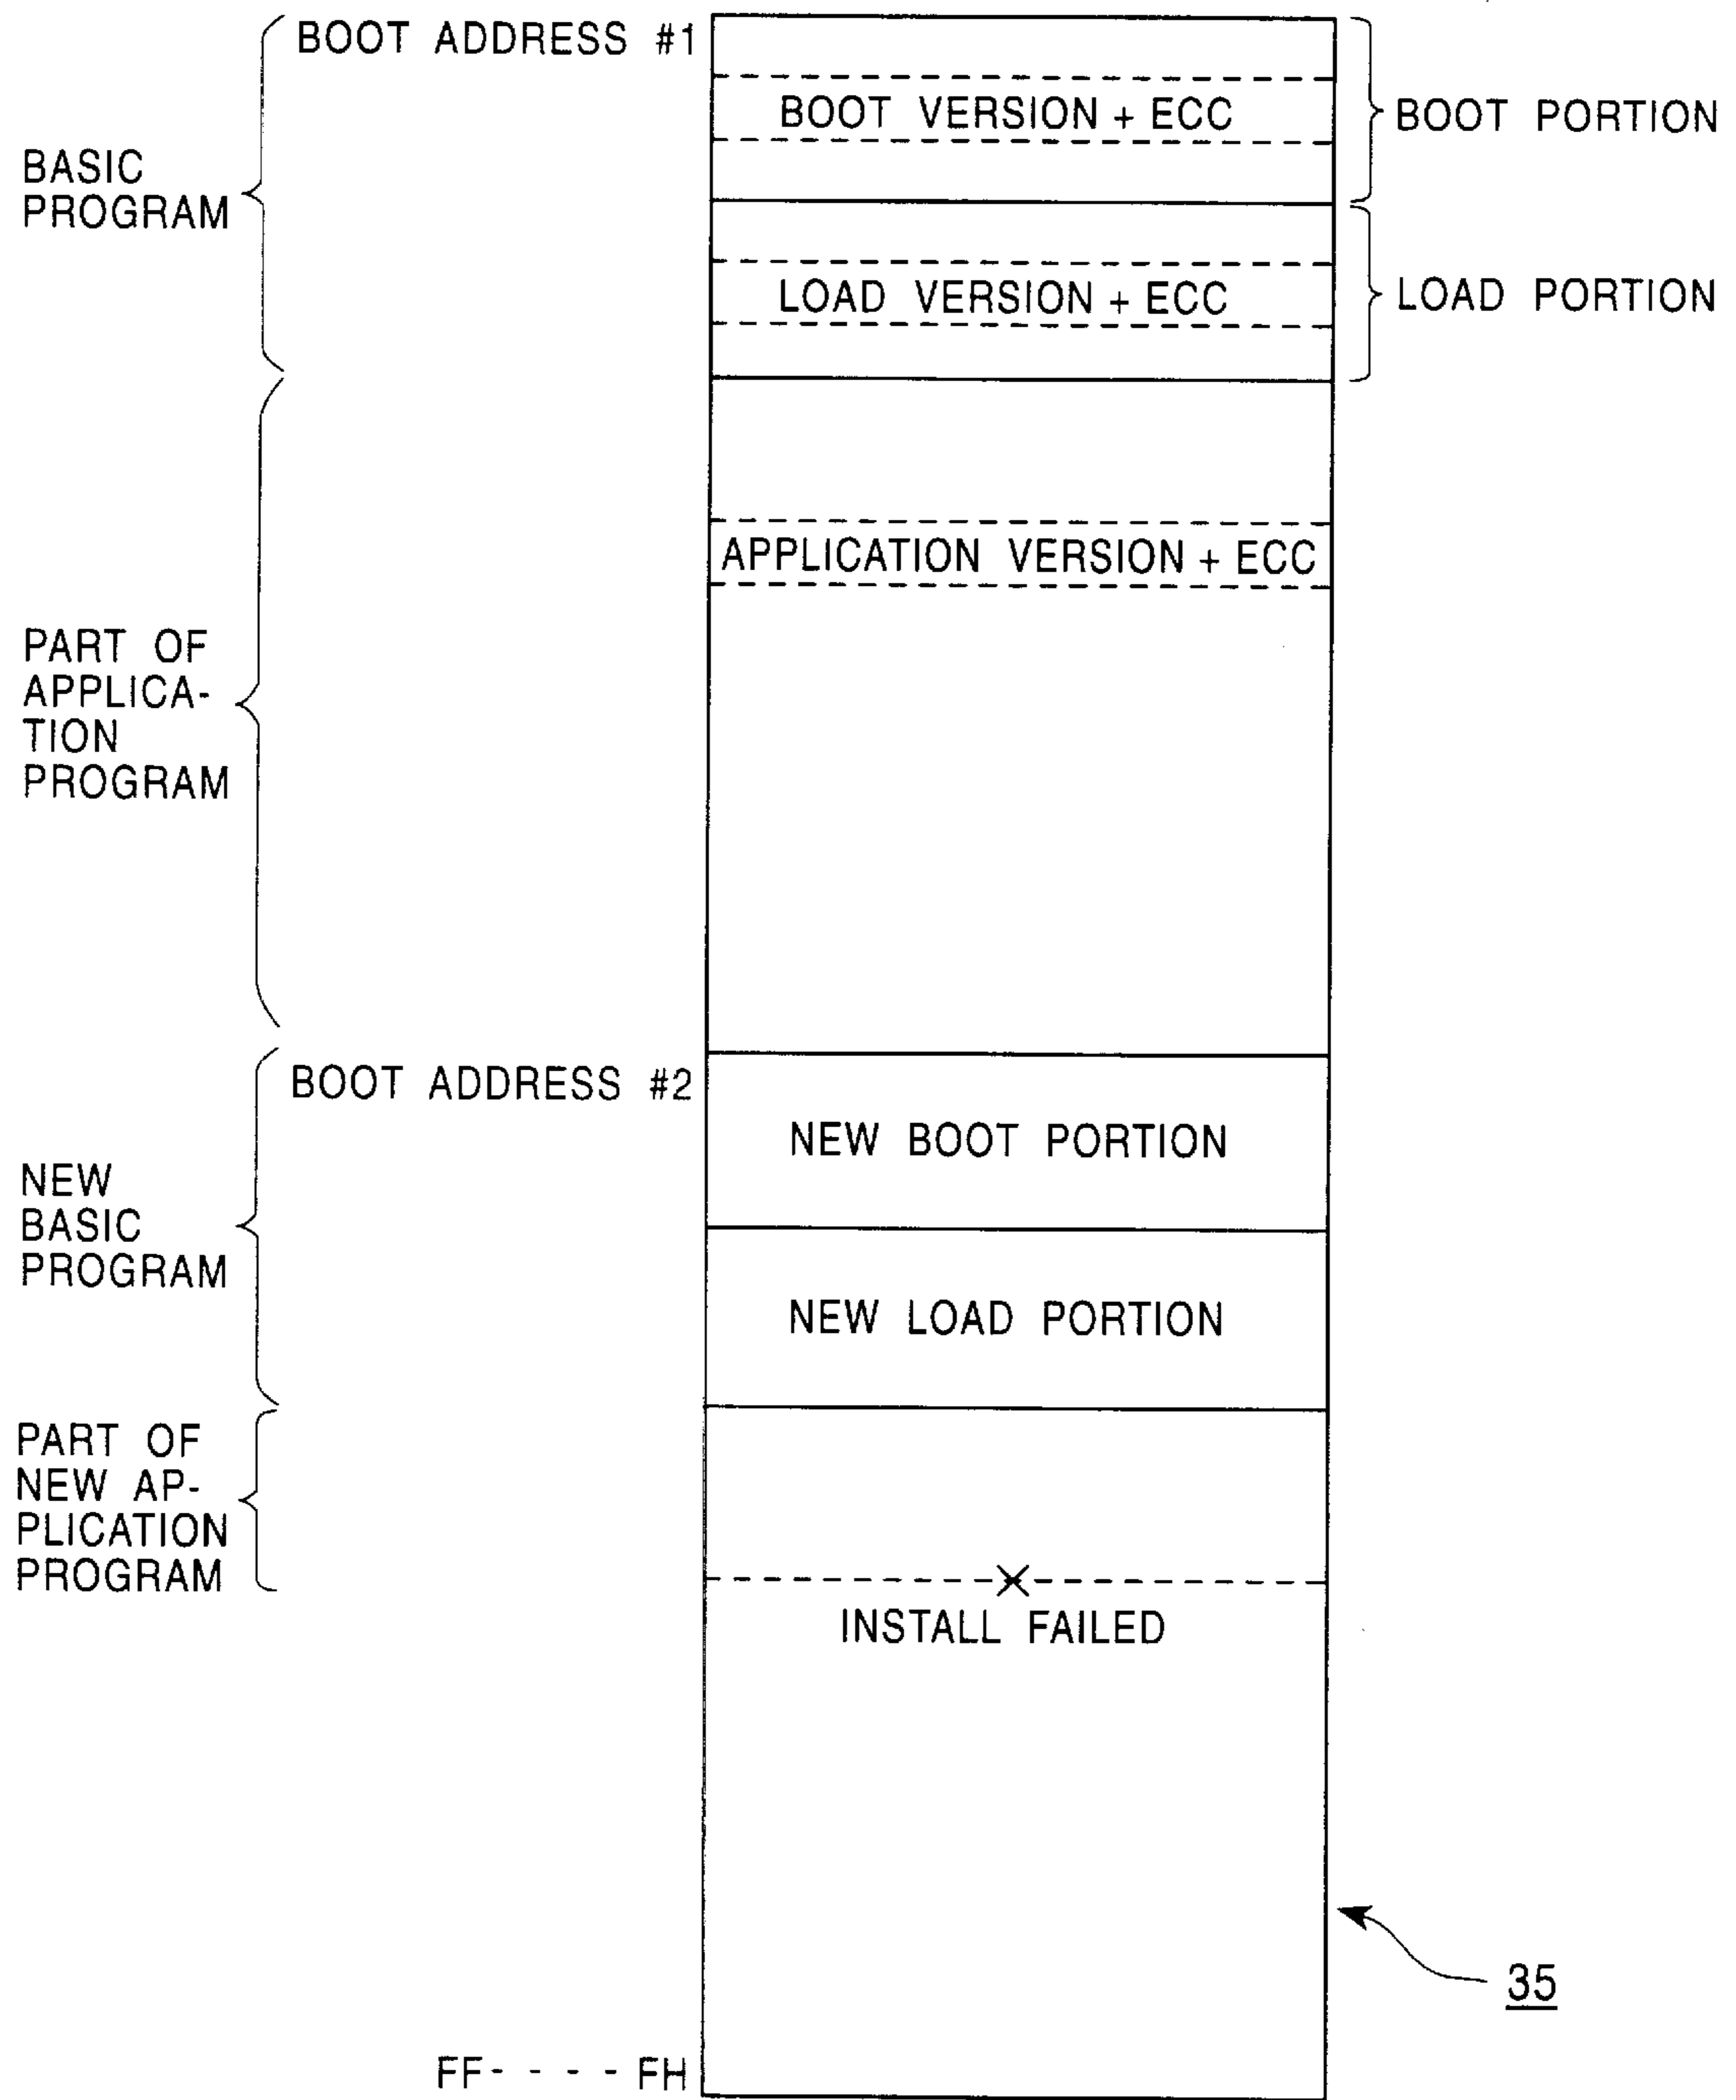 BOOT ADDRESS #1
BOOT VERSION + ECC
BOOT PORTION
BASIC
PROGRAM
LOAD VERSION + ECC
LOAD PORTION
APPLICATION VERSION + ECC
PART OF
APPLICA-
TION
PROGRAM
BOOT ADDRESS #2
NEW BOOT PORTION
NEW
BASIC
PROGRAM
NEW LOAD PORTION
PART OF
NEW AP-
PLICATION
PROGRAM
INSTALL FAILED
35
FF- - - - FH